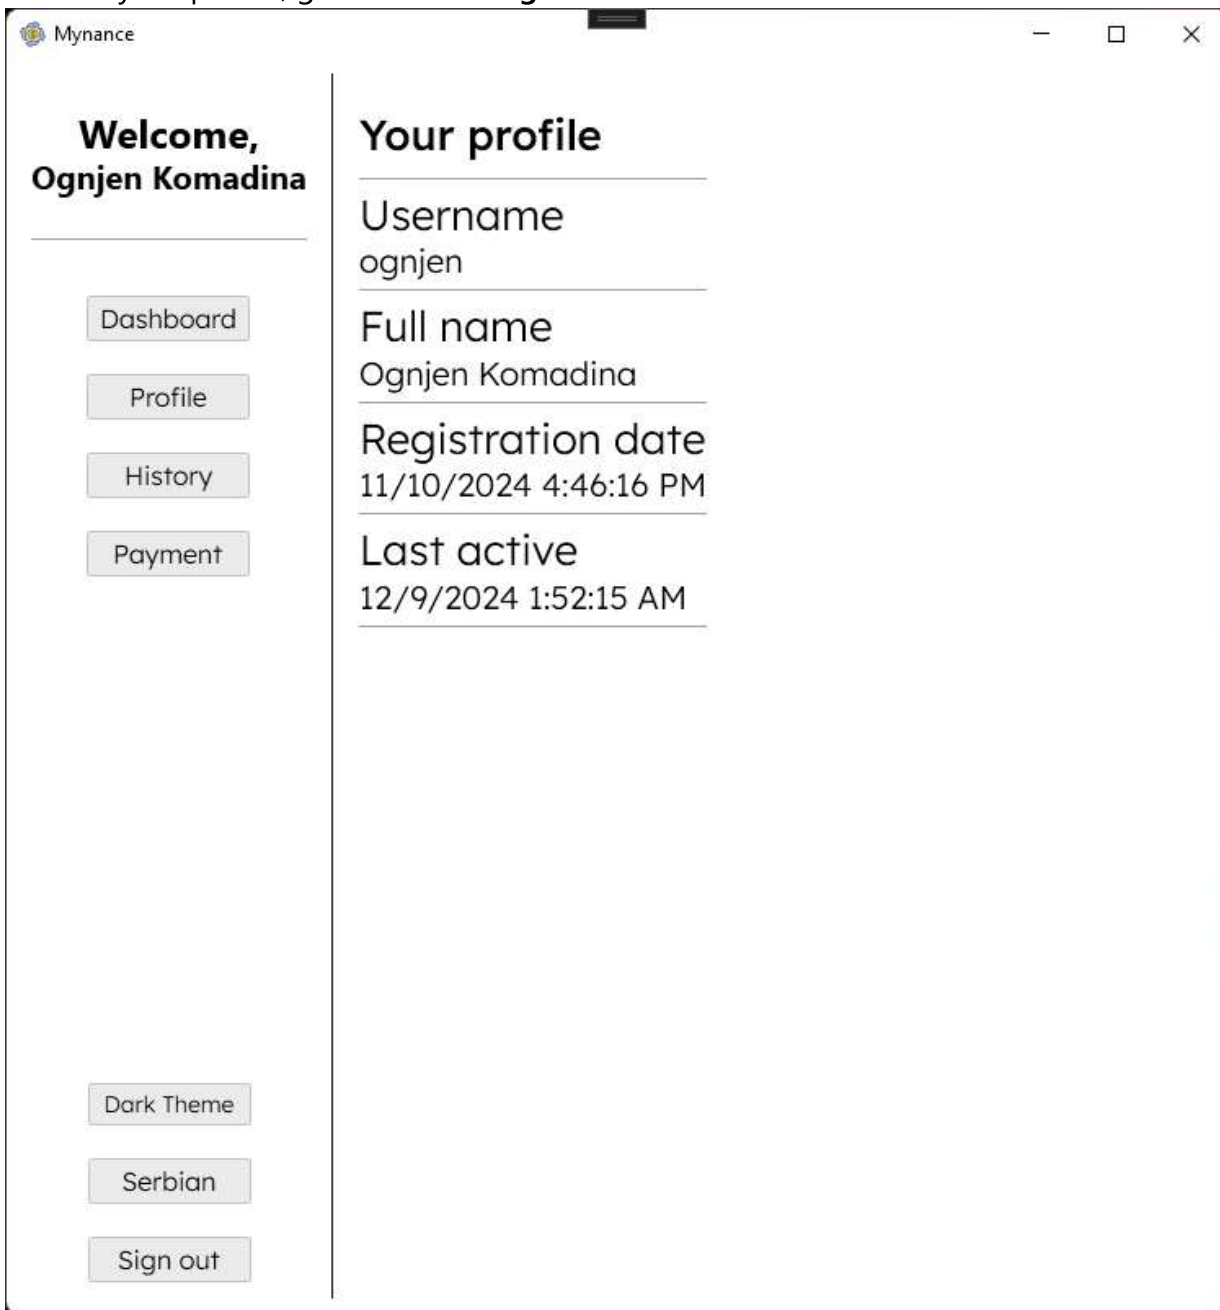 Mynance
Welcome,
Ognjen Komadina
Dashboard
Profile
History
Payment
Dark Theme
Serbian
Sign out
Your profile
Username
ognjen
Full name
Ognjen Komadina
Registration date
11/10/2024 4:46:16 PM
Last active
12/9/2024 1:52:15 AM